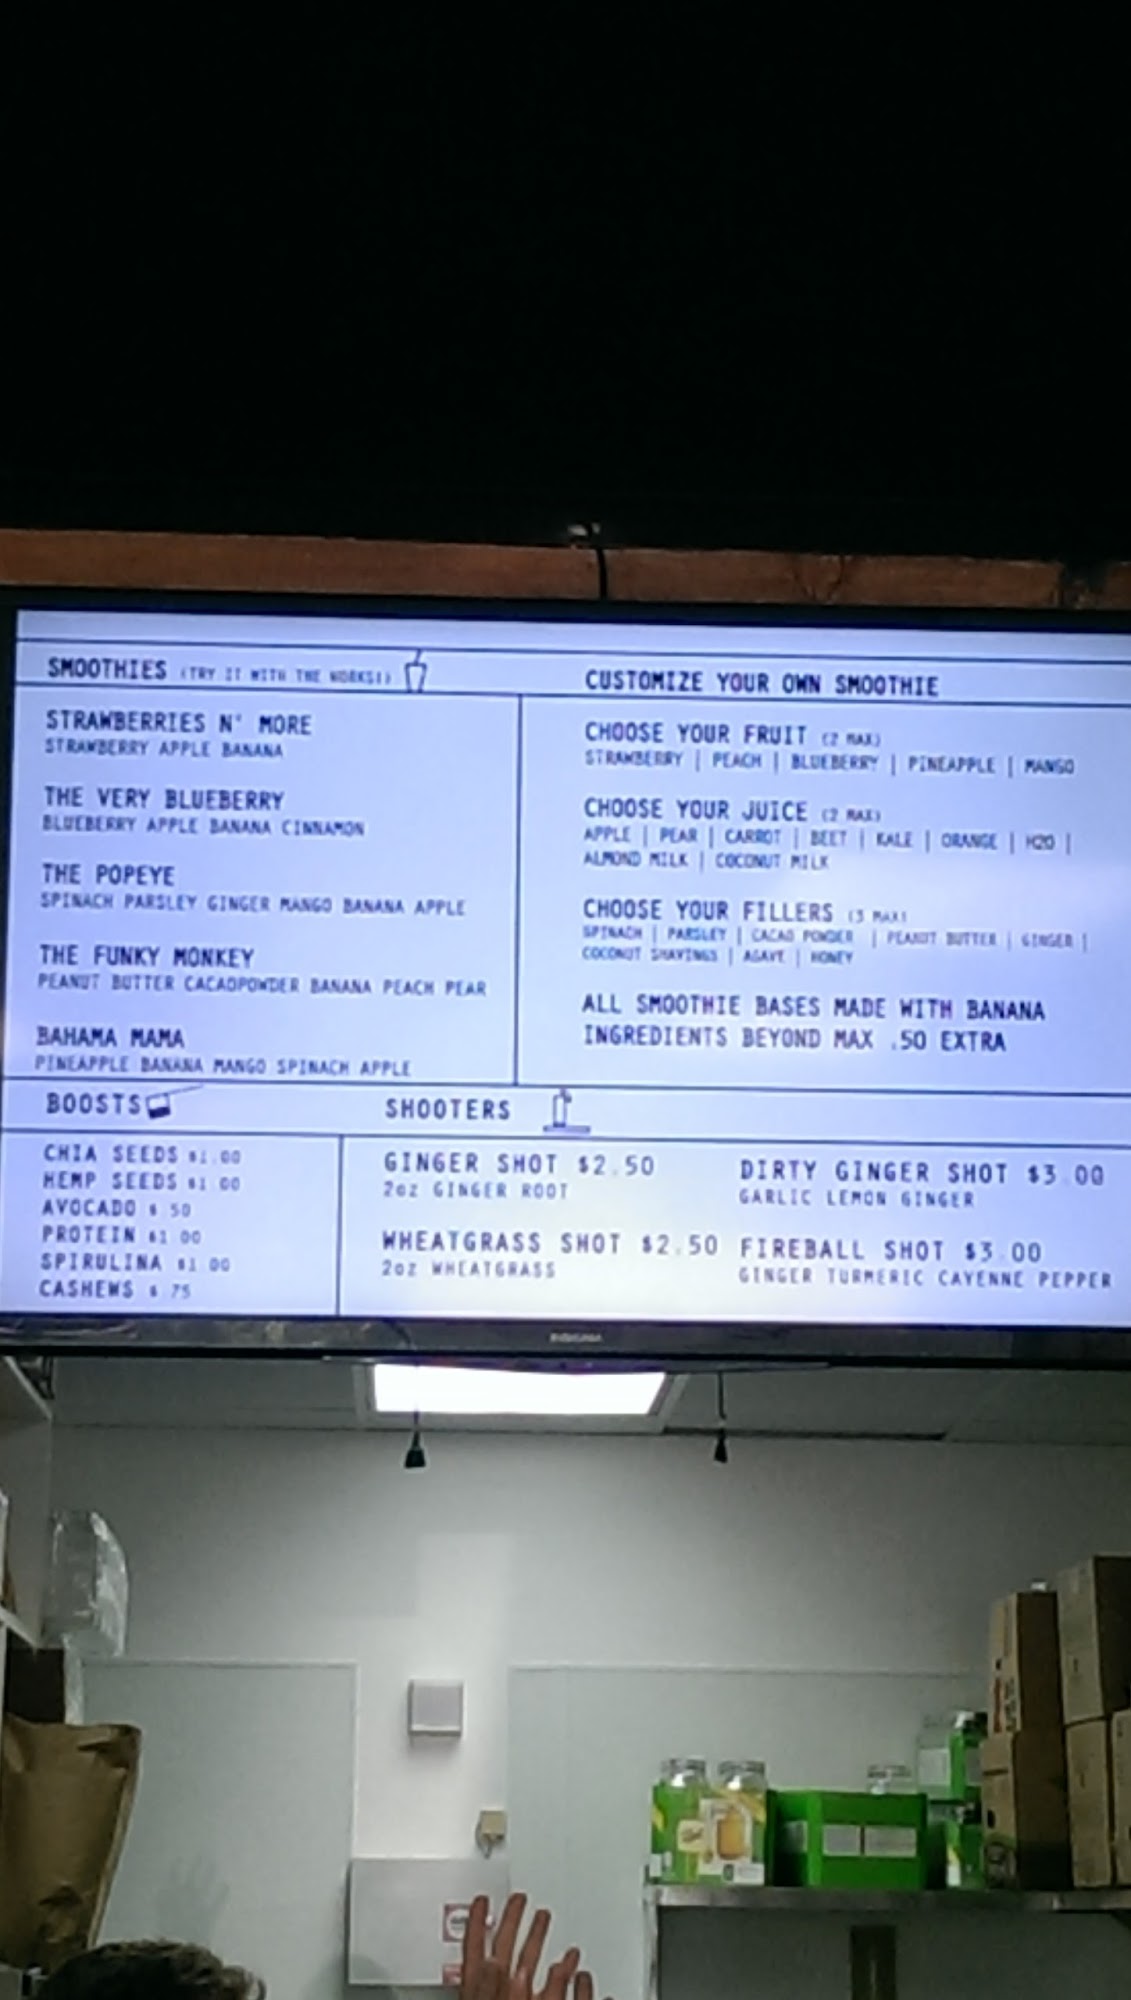 SMOOTHIES (TRY IT WITH THE WORKS!)
STRAWBERRIES N' MORE
STRAWBERRY APPLE BANANA
THE VERY BLUEBERRY
BLUEBERRY APPLE BANANA CINNAMON
THE POPEYE
SPINACH PARSLEY GINGER MANGO BANANA APPLE
THE FUNKY MONKEY
PEANUT BUTTER CACAOPOWDER BANANA PEACH PEAR
BAHAMA MAMA
PINEAPPLE BANANA MANGO SPINACH APPLE
CUSTOMIZE YOUR OWN SMOOTHIE
CHOOSE YOUR FRUIT (2 MAX)
STRAWBERRY | PEACH | BLUEBERRY | PINEAPPLE | MANGO
CHOOSE YOUR JUICE (2 MAX)
APPLE | PEAR | CARROT | BEET | KALE | ORANGE | H2O |
ALMOND MILK | COCONUT MILK
CHOOSE YOUR FILLERS (3 MAX)
SPINACH | PARSLEY | CACAO POWDER | PEANUT BUTTER | GINGER |
COCONUT SHAVINGS | AGAVE | HONEY
ALL SMOOTHIE BASES MADE WITH BANANA
INGREDIENTS BEYOND MAX .50 EXTRA
BOOSTS
CHIA SEEDS $1.00
HEMP SEEDS $1.00
AVOCADO $.50
PROTEIN $1.00
SPIRULINA $1.00
CASHEWS $.75
SHOOTERS
GINGER SHOT $2.50
2oz GINGER ROOT
WHEATGRASS SHOT $2.50
2oz WHEATGRASS
DIRTY GINGER SHOT $3.00
GARLIC LEMON GINGER
FIREBALL SHOT $3.00
GINGER TURMERIC CAYENNE PEPPER
INSIGNIA